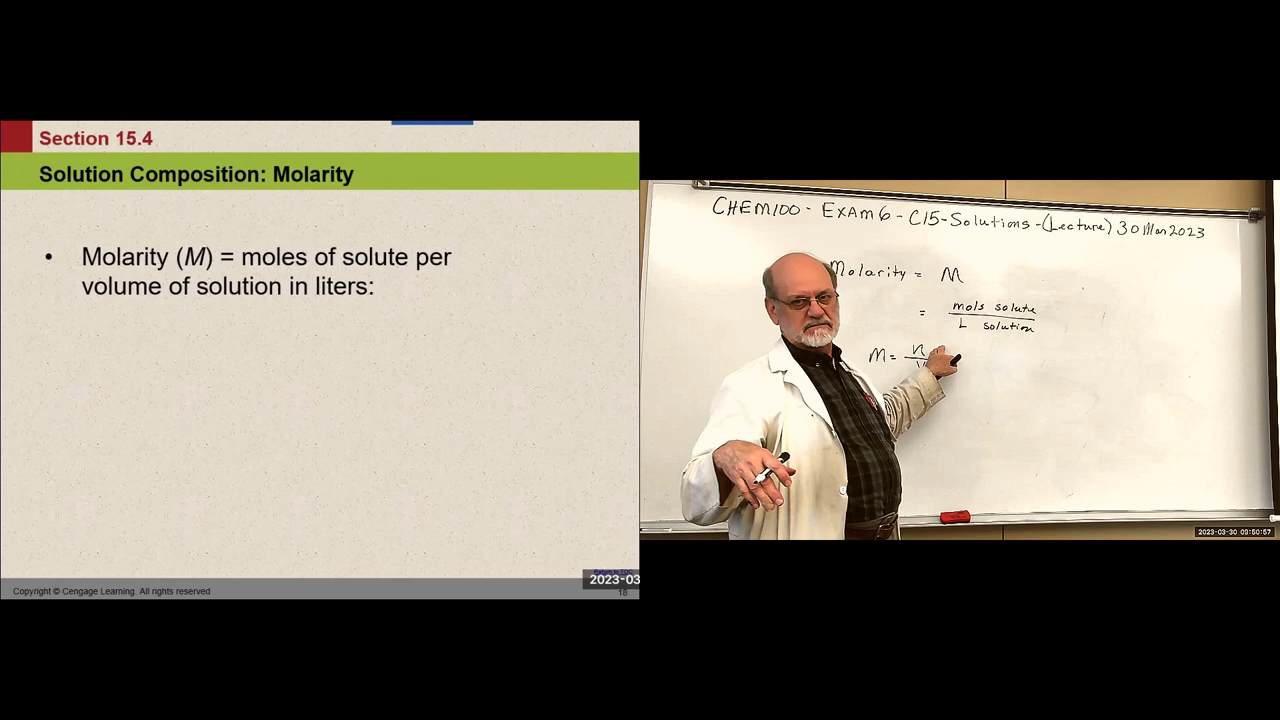 Section 15.4
Solution Composition: Molarity
• Molarity (M) = moles of solute per
volume of solution in liters:
Copyright © Cengage Learning. All rights reserved
2023-03
18
CHEM100 - EXAM 6 - C15 - Solutions - (Lecture) 30 Mar 2023
Molarity = M
= mols solute
L solution
M = n
V
2023-03-30 09:50:57